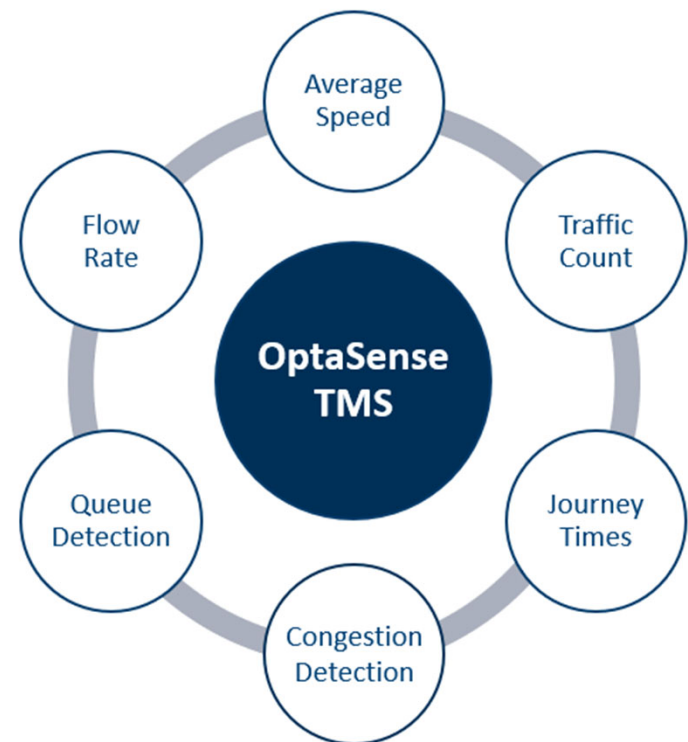 Average
Speed
Traffic
Count
Journey
Times
Congestion
Detection
Queue
Detection
Flow
Rate
OptaSense
TMS